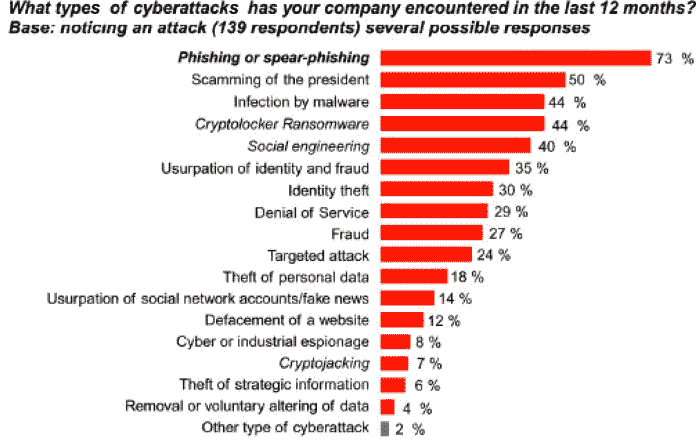 What types of cyberattacks has your company encountered in the last 12 months?
Base: noticıng an attack (139 respondents) several possible responses
Phishing or spear-phishing 73 %
Scamming of the president 50 %
Infection by malware 44 %
Cryptolocker Ransomware 44 %
Social engineering 40 %
Usurpation of identity and fraud 35 %
Identity theft 30 %
Denial of Service 29 %
Fraud 27 %
Targeted attack 24 %
Theft of personal data 18 %
Usurpation of social network accounts/fake news 14 %
Defacement of a website 12 %
Cyber or industrial espionage 8 %
Cryptojacking 7 %
Theft of strategic information 6 %
Removal or voluntary altering of data 4 %
Other type of cyberattack 2 %